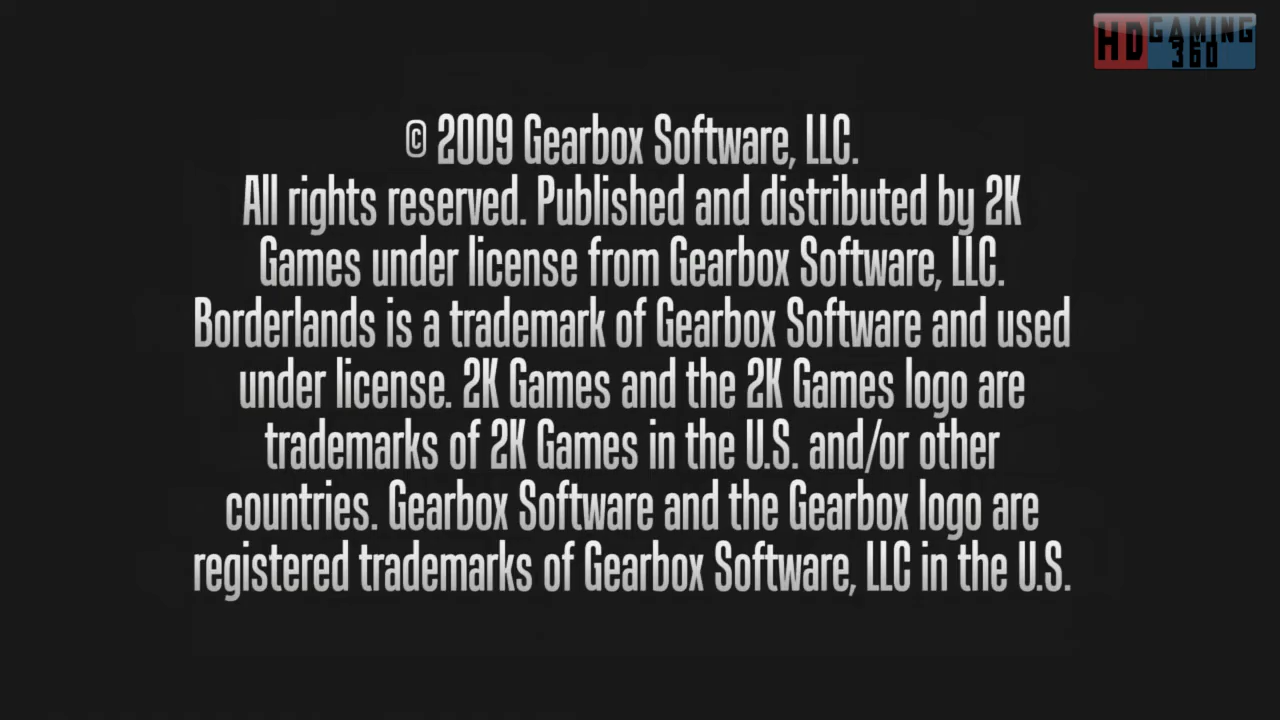 HD GAMING
360
© 2009 Gearbox Software, LLC.
All rights reserved. Published and distributed by 2K
Games under license from Gearbox Software, LLC.
Borderlands is a trademark of Gearbox Software and used
under license. 2K Games and the 2K Games logo are
trademarks of 2K Games in the U.S. and/or other
countries. Gearbox Software and the Gearbox logo are
registered trademarks of Gearbox Software, LLC in the U.S.